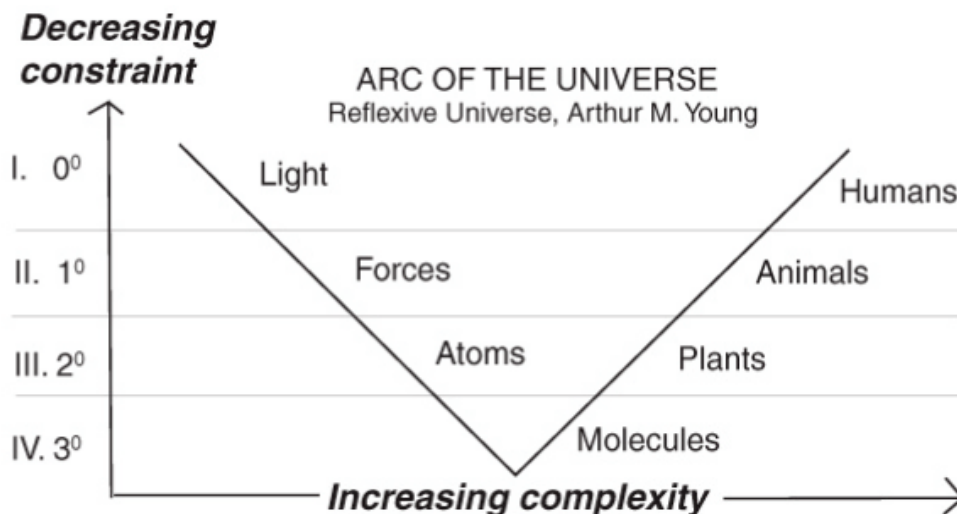 Decreasing
constraint
ARC OF THE UNIVERSE
Reflexive Universe, Arthur M. Young
I. 0⁰
Light
Humans
II. 1⁰
Forces
Animals
III. 2⁰
Atoms
Plants
IV. 3⁰
Molecules
Increasing complexity